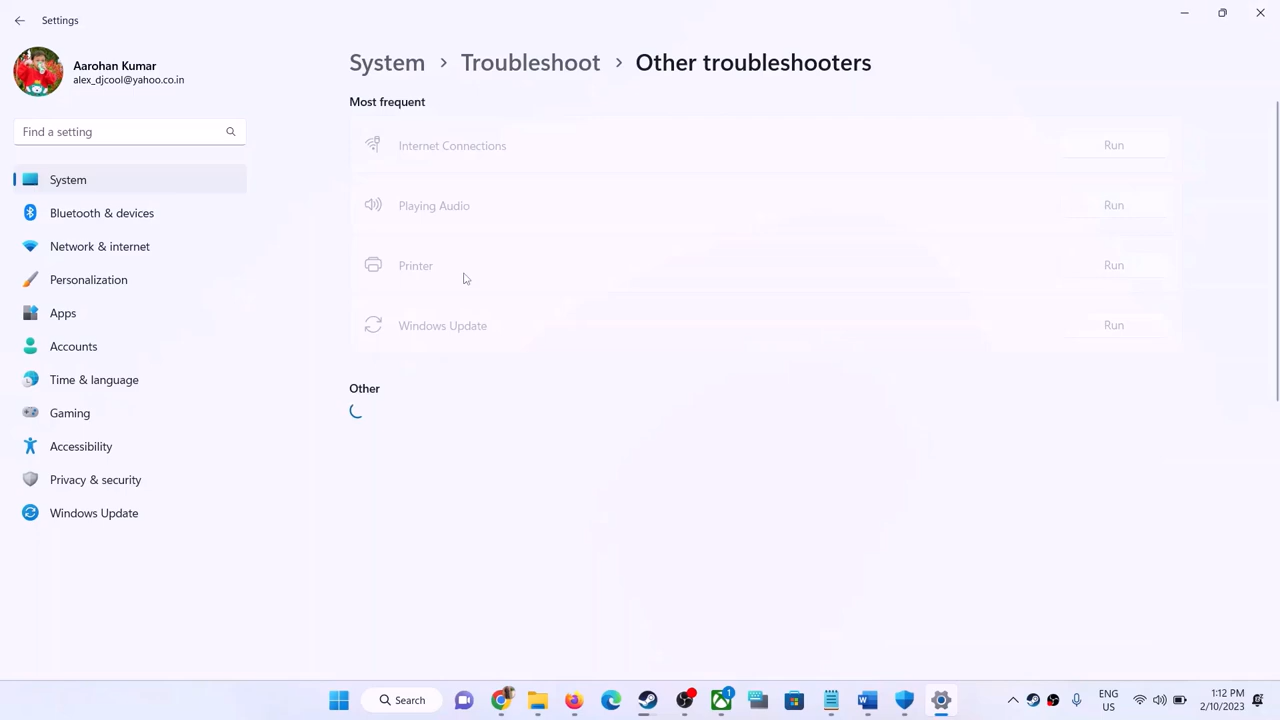 Settings
Aarohan Kumar
alex_djcool@yahoo.co.in
Find a setting
System
Bluetooth & devices
Network & internet
Personalization
Apps
Accounts
Time & language
Gaming
Accessibility
Privacy & security
Windows Update
System > Troubleshoot > Other troubleshooters
Most frequent
Internet Connections Run
Playing Audio Run
Printer Run
Windows Update Run
Other
Search
1
ENG
US
1:12 PM
2/10/2023